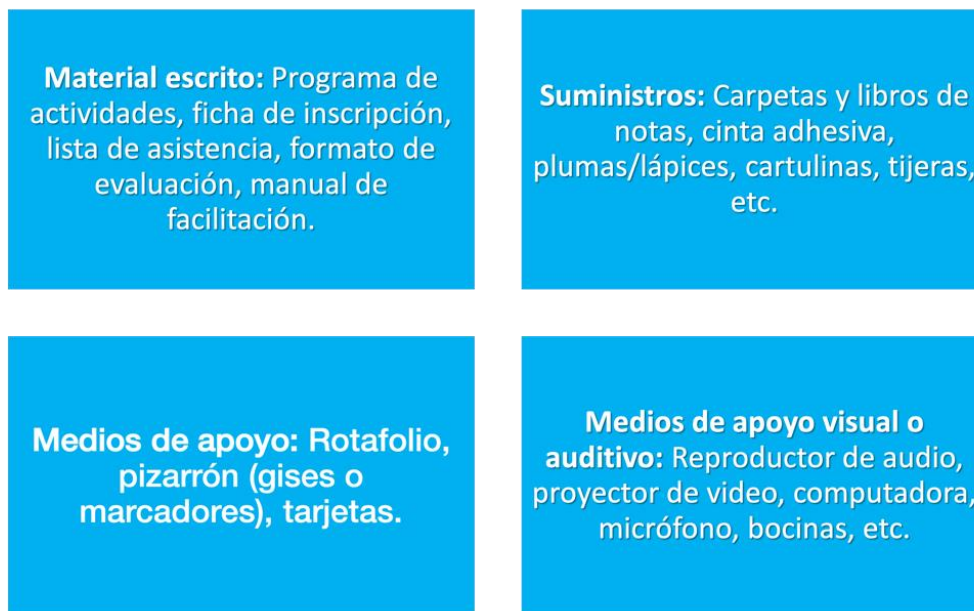 Material escrito: Programa de
actividades, ficha de inscripción,
lista de asistencia, formato de
evaluación, manual de
facilitación.
Suministros: Carpetas y libros de
notas, cinta adhesiva,
plumas/lápices, cartulinas, tijeras,
etc.
Medios de apoyo: Rotafolio,
pizarrón (gises o
marcadores), tarjetas.
Medios de apoyo visual o
auditivo: Reproductor de audio,
proyector de video, computadora,
micrófono, bocinas, etc.